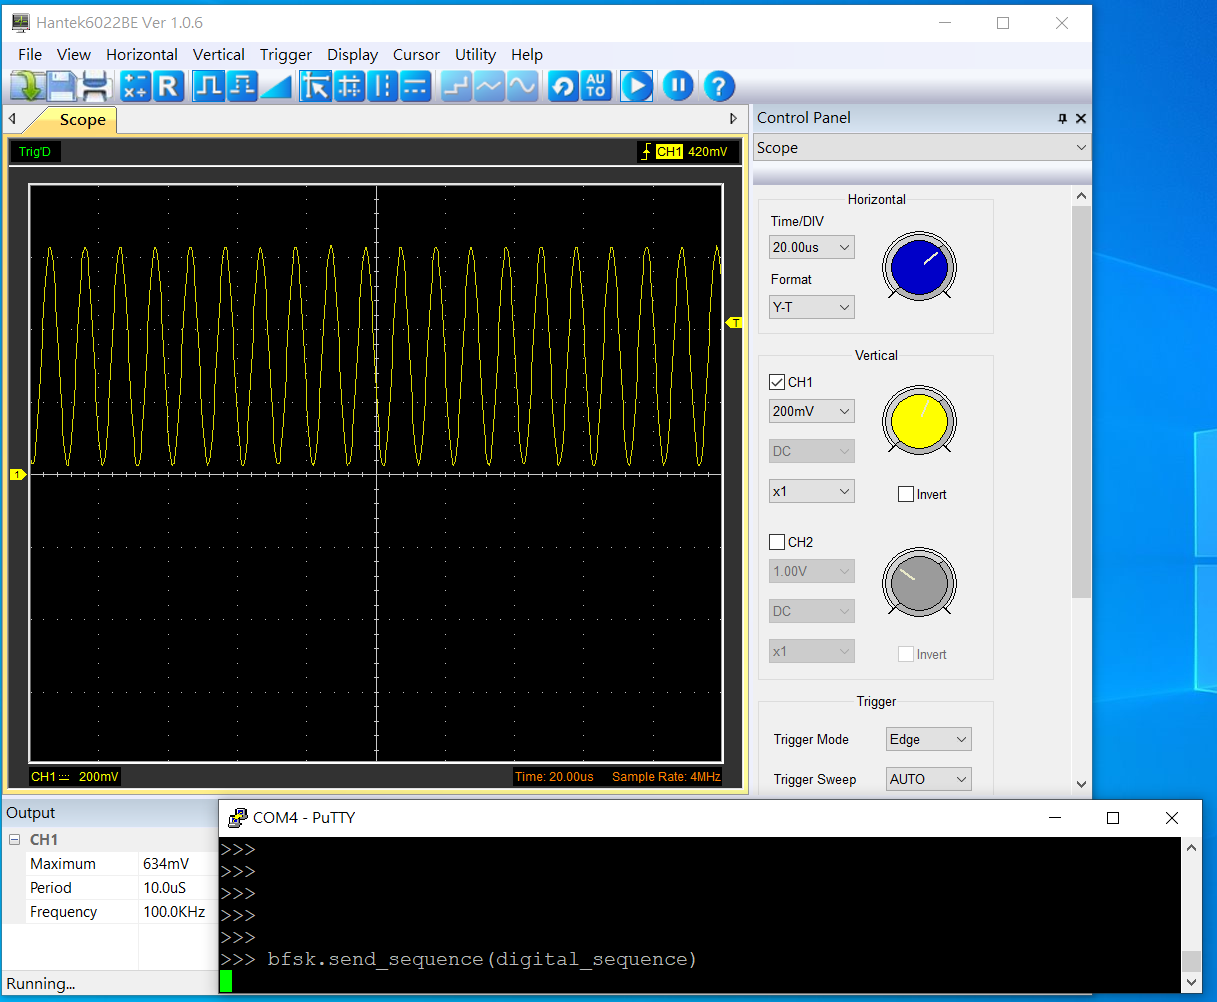 Hantek6022BE Ver 1.0.6
File View Horizontal Vertical Trigger Display Cursor Utility Help
R AU TO ?
Scope
Trig'D
CH1 420mV
T
1
CH1 200mV
Time: 20.00us Sample Rate: 4MHz
Control Panel
Scope
Horizontal
Time/DIV
20.00us
Format
Y-T
Vertical
CH1
200mV
DC
x1
Invert
CH2
1.00V
DC
x1
Invert
Trigger
Trigger Mode Edge
Trigger Sweep AUTO
Output
CH1
Maximum 634mV
Period 10.0uS
Frequency 100.0KHz
Running...
COM4 - PuTTY
>>>
>>>
>>>
>>>
>>>
>>> bfsk.send_sequence(digital_sequence)